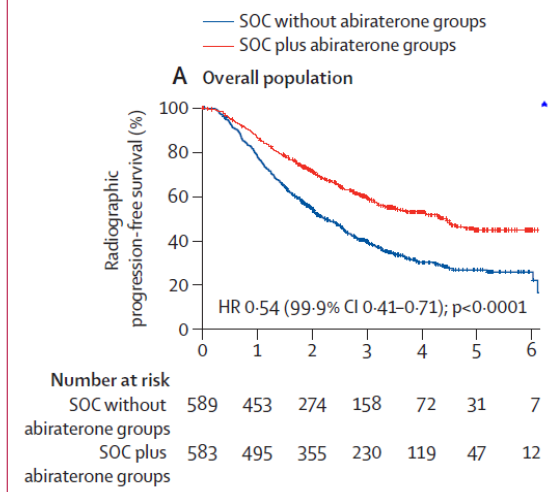 SOC without abiraterone groups
SOC plus abiraterone groups
A Overall population
Radiographic
progression-free survival (%)
100
80
60
40
20
0
HR 0·54 (99·9% CI 0·41–0·71); p<0·0001
0 1 2 3 4 5 6
Number at risk
SOC without 589 453 274 158 72 31 7
abiraterone groups
SOC plus 583 495 355 230 119 47 12
abiraterone groups